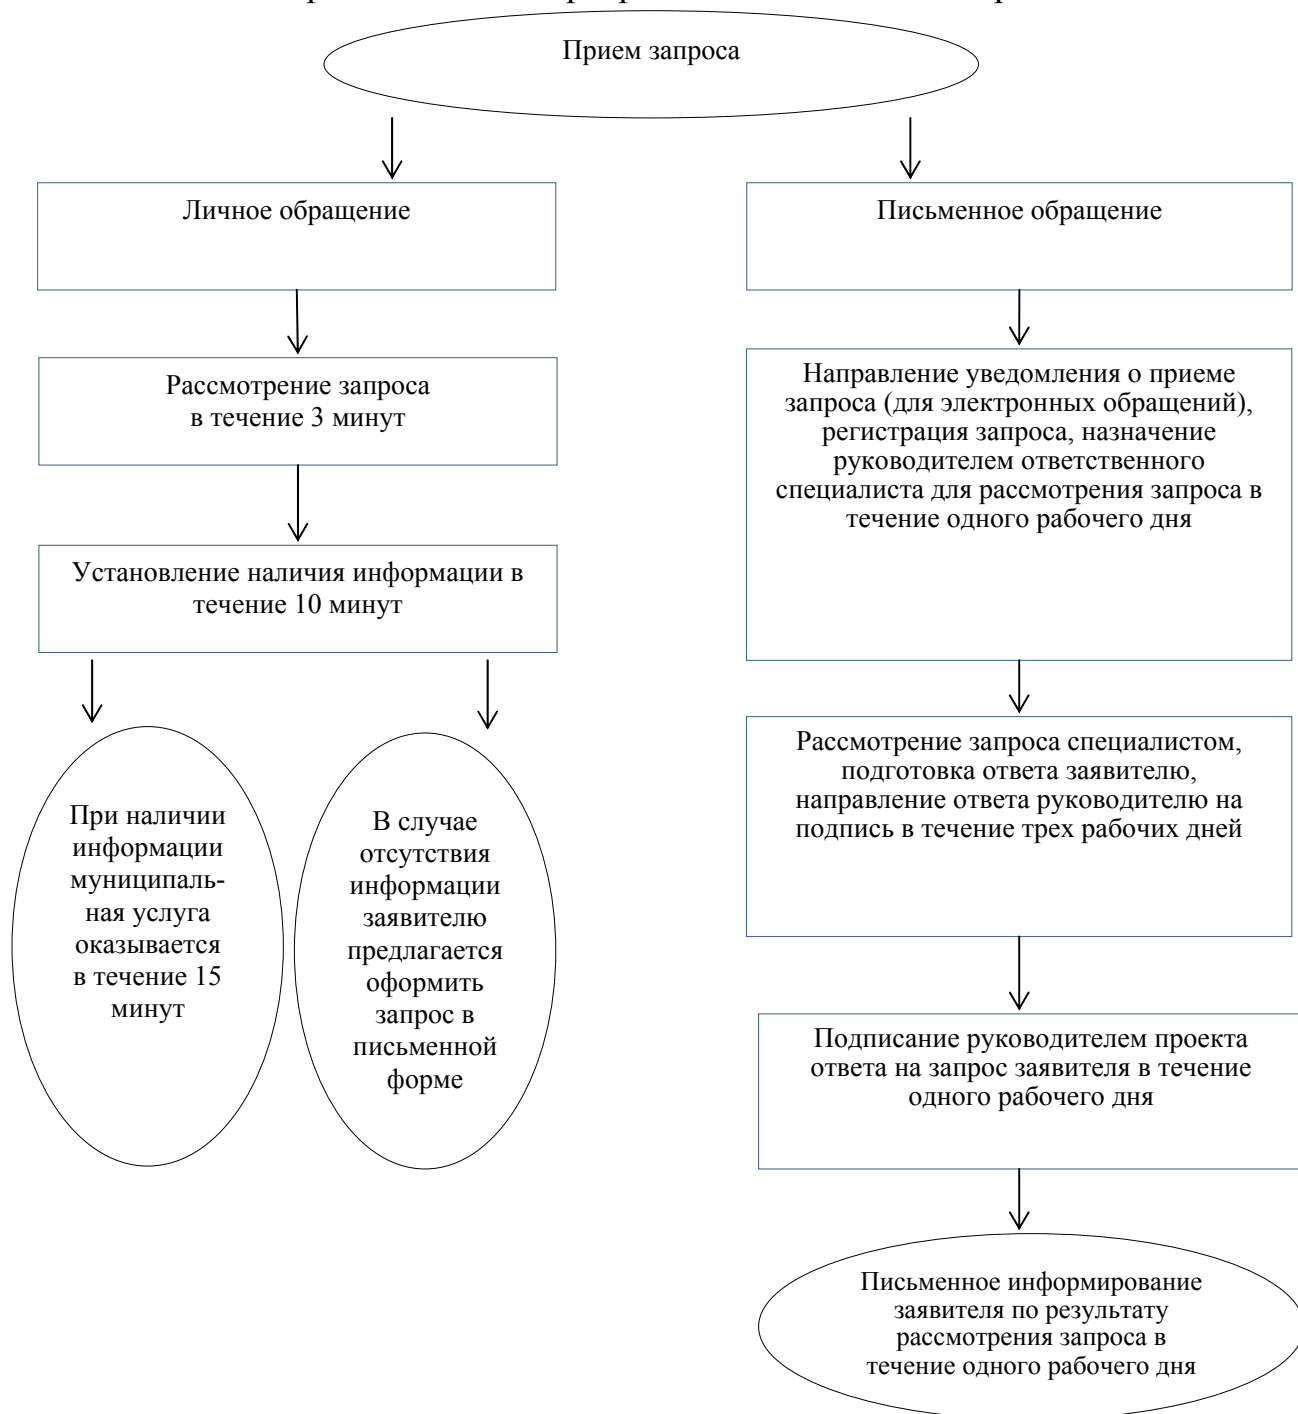 Прием запроса
Личное обращение
Рассмотрение запроса
в течение 3 минут
Установление наличия информации в
течение 10 минут
При наличии
информации
муниципаль-
ная услуга
оказывается
в течение 15
минут
В случае
отсутствия
информации
заявителю
предлагается
оформить
запрос в
письменной
форме
Письменное обращение
Направление уведомления о приеме
запроса (для электронных обращений),
регистрация запроса, назначение
руководителем ответственного
специалиста для рассмотрения запроса в
течение одного рабочего дня
Рассмотрение запроса специалистом,
подготовка ответа заявителю,
направление ответа руководителю на
подпись в течение трех рабочих дней
Подписание руководителем проекта
ответа на запрос заявителя в течение
одного рабочего дня
Письменное информирование
заявителя по результату
рассмотрения запроса в
течение одного рабочего дня